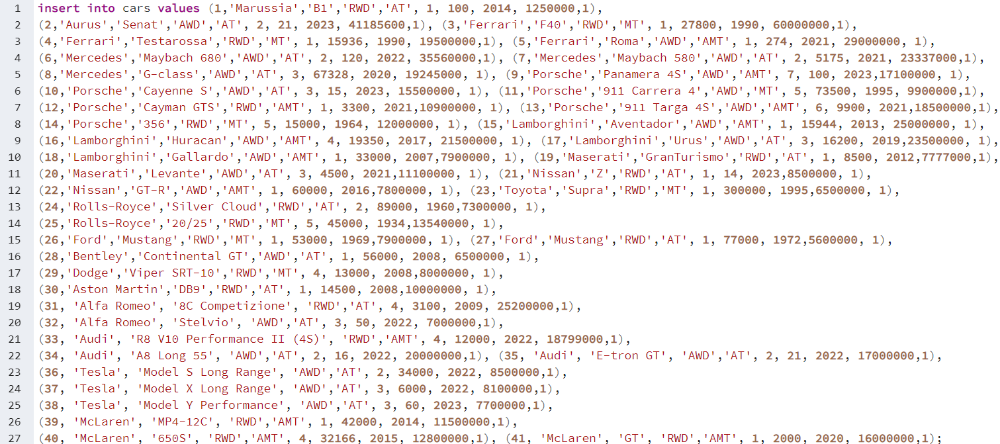 1 insert into cars values (1,'Marussia','B1','RWD','AT', 1, 100, 2014, 1250000,1),
2 (2,'Aurus','Senat','AWD','AT', 2, 21, 2023, 41185600,1), (3,'Ferrari','F40','RWD','MT', 1, 27800, 1990, 60000000,1),
3 (4,'Ferrari','Testarossa','RWD','MT', 1, 15936, 1990, 19500000,1), (5,'Ferrari','Roma','AWD','AMT', 1, 274, 2021, 29000000, 1),
4 (6,'Mercedes','Maybach 680','AWD','AT', 2, 120, 2022, 35560000,1), (7,'Mercedes','Maybach 580','AWD','AT', 2, 5175, 2021, 23337000,1),
5 (8,'Mercedes','G-class','AWD','AT', 3, 67328, 2020, 19245000, 1), (9,'Porsche','Panamera 4S','AWD','AMT', 7, 100, 2023,17100000, 1),
6 (10,'Porsche','Cayenne S','AWD','AT', 3, 15, 2023, 15500000, 1), (11,'Porsche','911 Carrera 4','AWD','MT', 5, 73500, 1995, 9900000,1),
7 (12,'Porsche','Cayman GTS','RWD','AMT', 1, 3300, 2021,10900000, 1), (13,'Porsche','911 Targa 4S','AWD','AMT', 6, 9900, 2021,18500000,1),
8 (14,'Porsche','356','RWD','MT', 5, 15000, 1964, 12000000, 1), (15,'Lamborghini','Aventador','AWD','AMT', 1, 15944, 2013, 25000000, 1),
9 (16,'Lamborghini','Huracan','AWD','AMT', 4, 19350, 2017, 21500000, 1), (17,'Lamborghini','Urus','AWD','AT', 3, 16200, 2019,23500000, 1),
10 (18,'Lamborghini','Gallardo','AWD','AMT', 1, 33000, 2007,7900000, 1), (19,'Maserati','GranTurismo','RWD','AT', 1, 8500, 2012,7777000,1),
11 (20,'Maserati','Levante','AWD','AT', 3, 4500, 2021,11100000, 1), (21,'Nissan','Z','RWD','AT', 1, 14, 2023,8500000, 1),
12 (22,'Nissan','GT-R','AWD','AMT', 1, 60000, 2016,7800000, 1), (23,'Toyota','Supra','RWD','MT', 1, 300000, 1995,6500000, 1),
13 (24,'Rolls-Royce','Silver Cloud','RWD','AT', 2, 89000, 1960,7300000, 1),
14 (25,'Rolls-Royce','20/25','RWD','MT', 5, 45000, 1934,13540000, 1),
15 (26,'Ford','Mustang','RWD','MT', 1, 53000, 1969,7900000, 1), (27,'Ford','Mustang','RWD','AT', 1, 77000, 1972,5600000, 1),
16 (28,'Bentley','Continental GT','AWD','AT', 1, 56000, 2008, 6500000, 1),
17 (29,'Dodge','Viper SRT-10','RWD','MT', 4, 13000, 2008,8000000, 1),
18 (30,'Aston Martin','DB9','RWD','AT', 1, 14500, 2008,10000000, 1),
19 (31, 'Alfa Romeo', '8C Competizione', 'RWD','AT', 4, 3100, 2009, 25200000,1),
20 (32, 'Alfa Romeo', 'Stelvio', 'AWD','AT', 3, 50, 2022, 7000000,1),
21 (33, 'Audi', 'R8 V10 Performance II (4S)', 'RWD','AMT', 4, 12000, 2022, 18799000,1),
22 (34, 'Audi', 'A8 Long 55', 'AWD','AT', 2, 16, 2022, 20000000,1), (35, 'Audi', 'E-tron GT', 'AWD','AT', 2, 21, 2022, 17000000,1),
23 (36, 'Tesla', 'Model S Long Range', 'AWD','AT', 2, 34000, 2022, 8500000,1),
24 (37, 'Tesla', 'Model X Long Range', 'AWD','AT', 3, 6000, 2022, 8100000,1),
25 (38, 'Tesla', 'Model Y Performance', 'AWD','AT', 3, 60, 2023, 7700000,1),
26 (39, 'McLaren', 'MP4-12C', 'RWD','AMT', 1, 42000, 2014, 11500000,1),
27 (40, 'McLaren', '650S', 'RWD','AMT', 4, 32166, 2015, 12800000,1), (41, 'McLaren', 'GT', 'RWD','AMT', 1, 2000, 2020, 16000000,1);